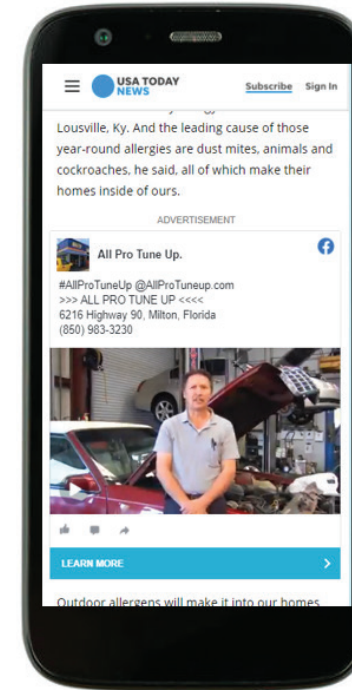 USA TODAY
NEWS
Subscribe Sign In
Lousville, Ky. And the leading cause of those
year-round allergies are dust mites, animals and
cockroaches, he said, all of which make their
homes inside of ours.
ADVERTISEMENT
All Pro Tune Up.
#AllProTuneUp @AllProTuneup.com
>>> ALL PRO TUNE UP <<<<
6216 Highway 90, Milton, Florida
(850) 983-3230
LEARN MORE
Outdoor allergens will make it into our homes